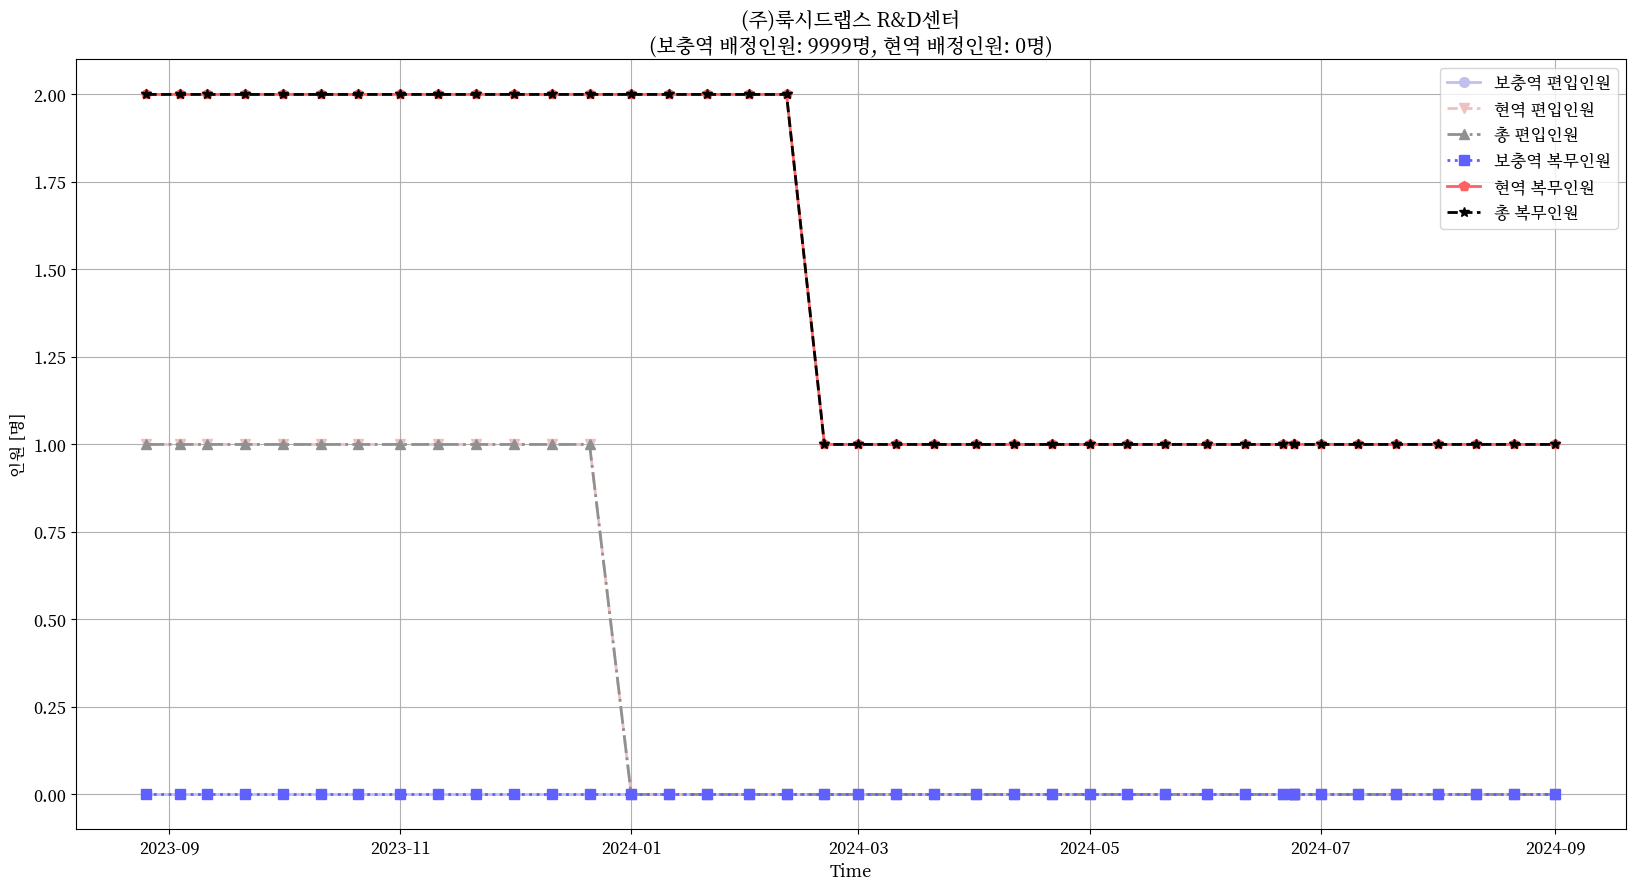 (주)룩시드랩스 R&D센터
(보충역 배정인원: 9999명, 현역 배정인원: 0명)
보충역 편입인원
현역 편입인원
총 편입인원
보충역 복무인원
현역 복무인원
총 복무인원
인원 [명]
2.00
1.75
1.50
1.25
1.00
0.75
0.50
0.25
0.00
2023-09 2023-11 2024-01 2024-03 2024-05 2024-07 2024-09
Time